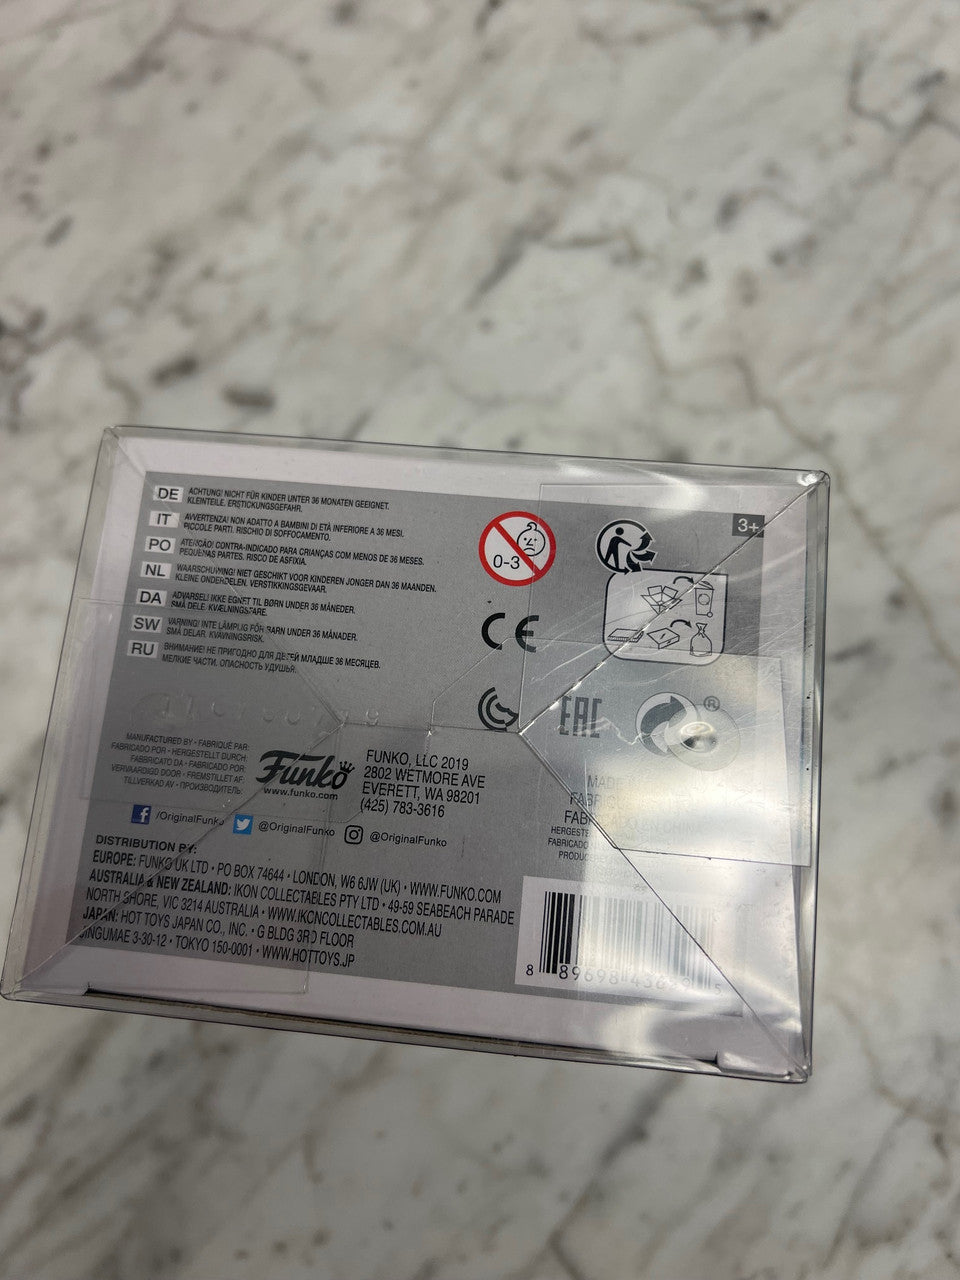 3+
DE ACHTUNG! NICHT FÜR KINDER UNTER 36 MONATEN GEEIGNET.
KLEINTEILE. ERSTICKUNGSGEFAHR.
IT AVVERTENZA! NON ADATTO A BAMBINI DI ETÀ INFERIORE A 36 MESI.
PICCOLE PARTI. RISCHIO DI SOFFOCAMENTO.
PO ATENÇÃO! CONTRA-INDICADO PARA CRIANÇAS COM MENOS DE 36 MESES.
PEQUENAS PARTES. RISCO DE ASFIXIA.
NL WAARSCHUWING! NIET GESCHIKT VOOR KINDEREN JONGER DAN 36 MAANDEN.
KLEINE ONDERDELEN. VERSTIKKINGSGEVAAR.
DA ADVARSEL! IKKE EGNET TIL BØRN UNDER 36 MÅNEDER.
SMÅ DELE. KVÆLNINGSFARE.
SW VARNING! INTE LÄMPLIG FÖR BARN UNDER 36 MÅNADER.
SMÅ DELAR. KVÄVNINGSRISK.
RU ВНИМАНИЕ! НЕ ПРИГОДНО ДЛЯ ДЕТЕЙ МЛАДШЕ 36 МЕСЯЦЕВ.
МЕЛКИЕ ЧАСТИ. ОПАСНОСТЬ УДУШЬЯ.
0-3
CE
EAC
®
MANUFACTURED BY • FABRIQUÉ PAR:
FABRICADO POR • HERGESTELLT DURCH:
FABBRICATO DA • FABRICADO POR:
VERVAARDIGD DOOR • FREMSTILLET AF:
TILLVERKAD AV • ПРОИЗВОДИТЕЛЬ:
Funko
www.funko.com
FUNKO, LLC 2019
2802 WETMORE AVE
EVERETT, WA 98201
(425) 783-3616
/OriginalFunko @OriginalFunko @OriginalFunko
DISTRIBUTION BY:
EUROPE: FUNKO UK LTD • PO BOX 74644 • LONDON, W6 6JW (UK) • WWW.FUNKO.COM
AUSTRALIA & NEW ZEALAND: IKON COLLECTABLES PTY LTD • 49-59 SEABEACH PARADE
NORTH SHORE, VIC 3214 AUSTRALIA • WWW.IKONCOLLECTABLES.COM.AU
JAPAN: HOT TOYS JAPAN CO., INC. • G BLDG 3RD FLOOR
JINGUMAE 3-30-12 • TOKYO 150-0001 • WWW.HOTTOYS.JP
MADE
FABRICADO
PRODUC
8 89698